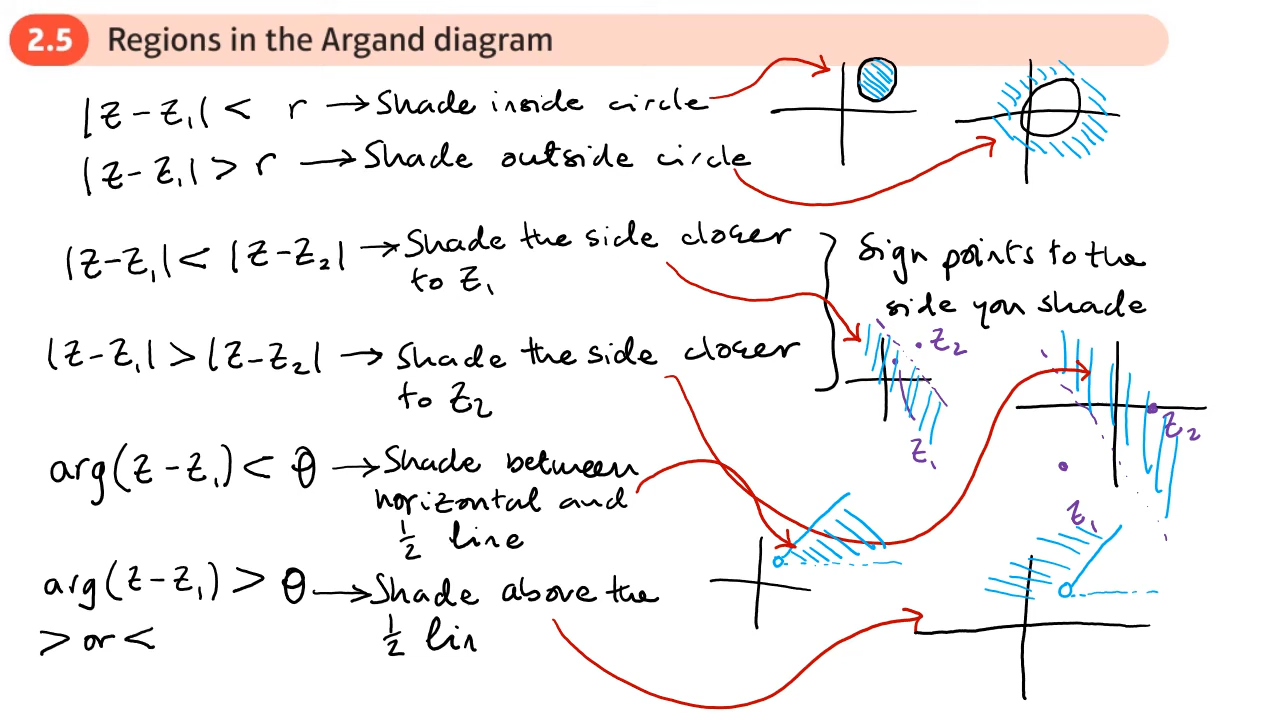 2.5 Regions in the Argand diagram
|z - z₁| < r → Shade inside circle
|z - z₁| > r → Shade outside circle
|z - z₁| < |z - z₂| → Shade the side closer
to z₁
Sign points to the
side you shade
z₂
z₁
|z - z₁| > |z - z₂| → Shade the side closer
to z₂
z₂
z₁
arg(z - z₁) < θ → Shade between
horizontal and
½ line
arg(z - z₁) > θ → Shade above the
> or < ½ lin